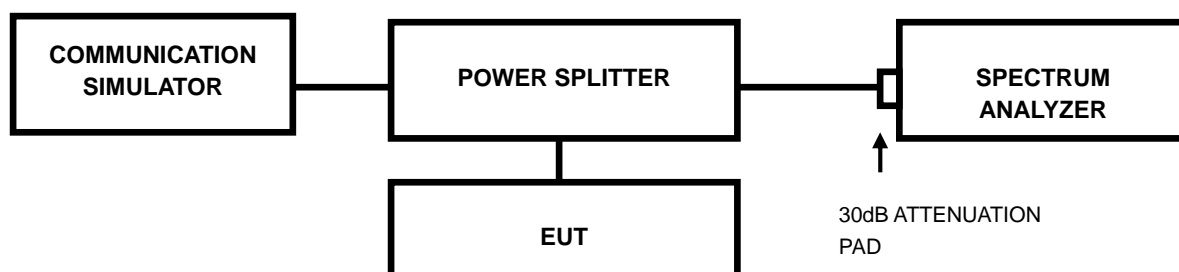 COMMUNICATION
SIMULATOR
POWER SPLITTER
SPECTRUM
ANALYZER
EUT
30dB ATTENUATION
PAD